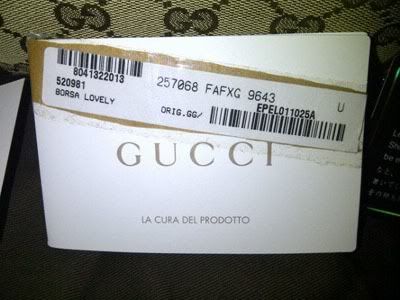 8041322013
520981
BORSA LOVELY
257068 FAFXG 9643
U
ORIG.GG/
EPEL011025A
GUCCI
LA CURA DEL PRODOTTO